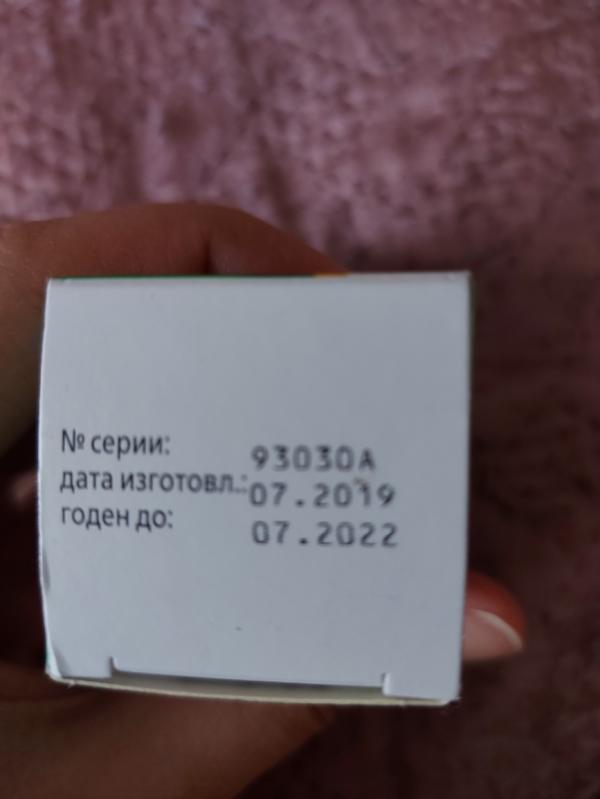 № серии: 93030A
дата изготовл.: 07.2019
годен до: 07.2022